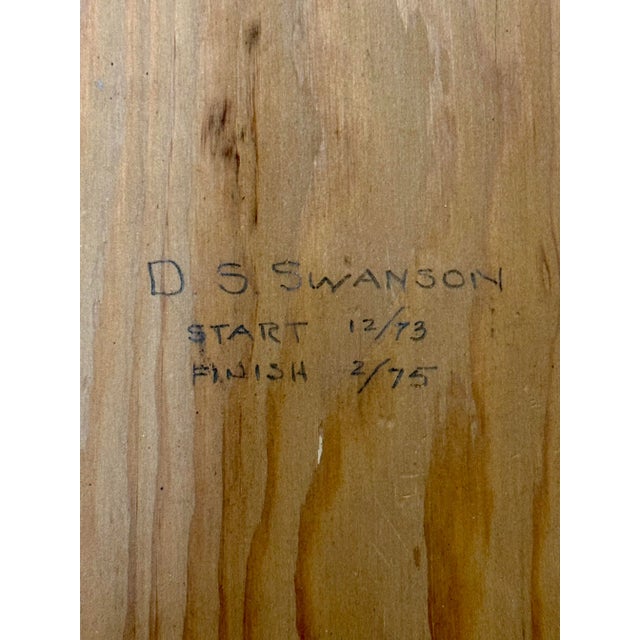 D. S. SWANSON
START 12/73
FINISH 2/75